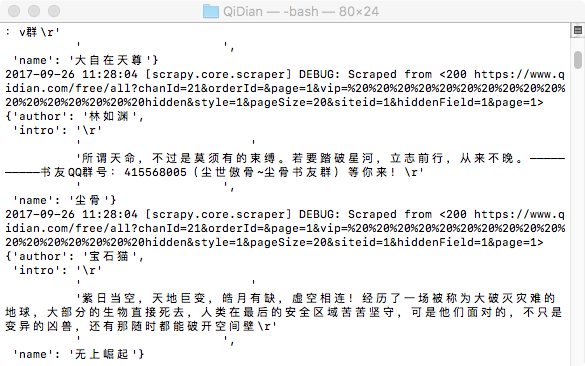 QiDian — -bash — 80×24
: v群\r'
' ',
'name': '大自在天尊'}
2017-09-26 11:28:04 [scrapy.core.scraper] DEBUG: Scraped from <200 https://www.q
idian.com/free/all?chanId=21&orderId=&page=1&vip=%20%20%20%20%20%20%20%20%20%20
%20%20%20%20%20%20%20hidden&style=1&pageSize=20&siteid=1&hiddenField=1&page=1>
{'author': '林如渊',
'intro': '\r'
' '
'所谓天命，不过是莫须有的束缚。若要踏破星河，立志前行，从来不晚。—————
—————书友QQ群号：415568005（尘世傲骨~尘骨书友群）等你来！\r'
' ',
'name': '尘骨'}
2017-09-26 11:28:04 [scrapy.core.scraper] DEBUG: Scraped from <200 https://www.q
idian.com/free/all?chanId=21&orderId=&page=1&vip=%20%20%20%20%20%20%20%20%20%20
%20%20%20%20%20%20%20hidden&style=1&pageSize=20&siteid=1&hiddenField=1&page=1>
{'author': '宝石猫',
'intro': '\r'
' '
'紫日当空，天地巨变，皓月有缺，虚空相连！经历了一场被称为大破灭灾难的
地球，大部分的生物直接死去，人类在最后的安全区域苦苦坚守，可是他们面对的，不只是
变异的凶兽，还有那随时都能破开空间壁\r'
' ',
'name': '无上崛起'}